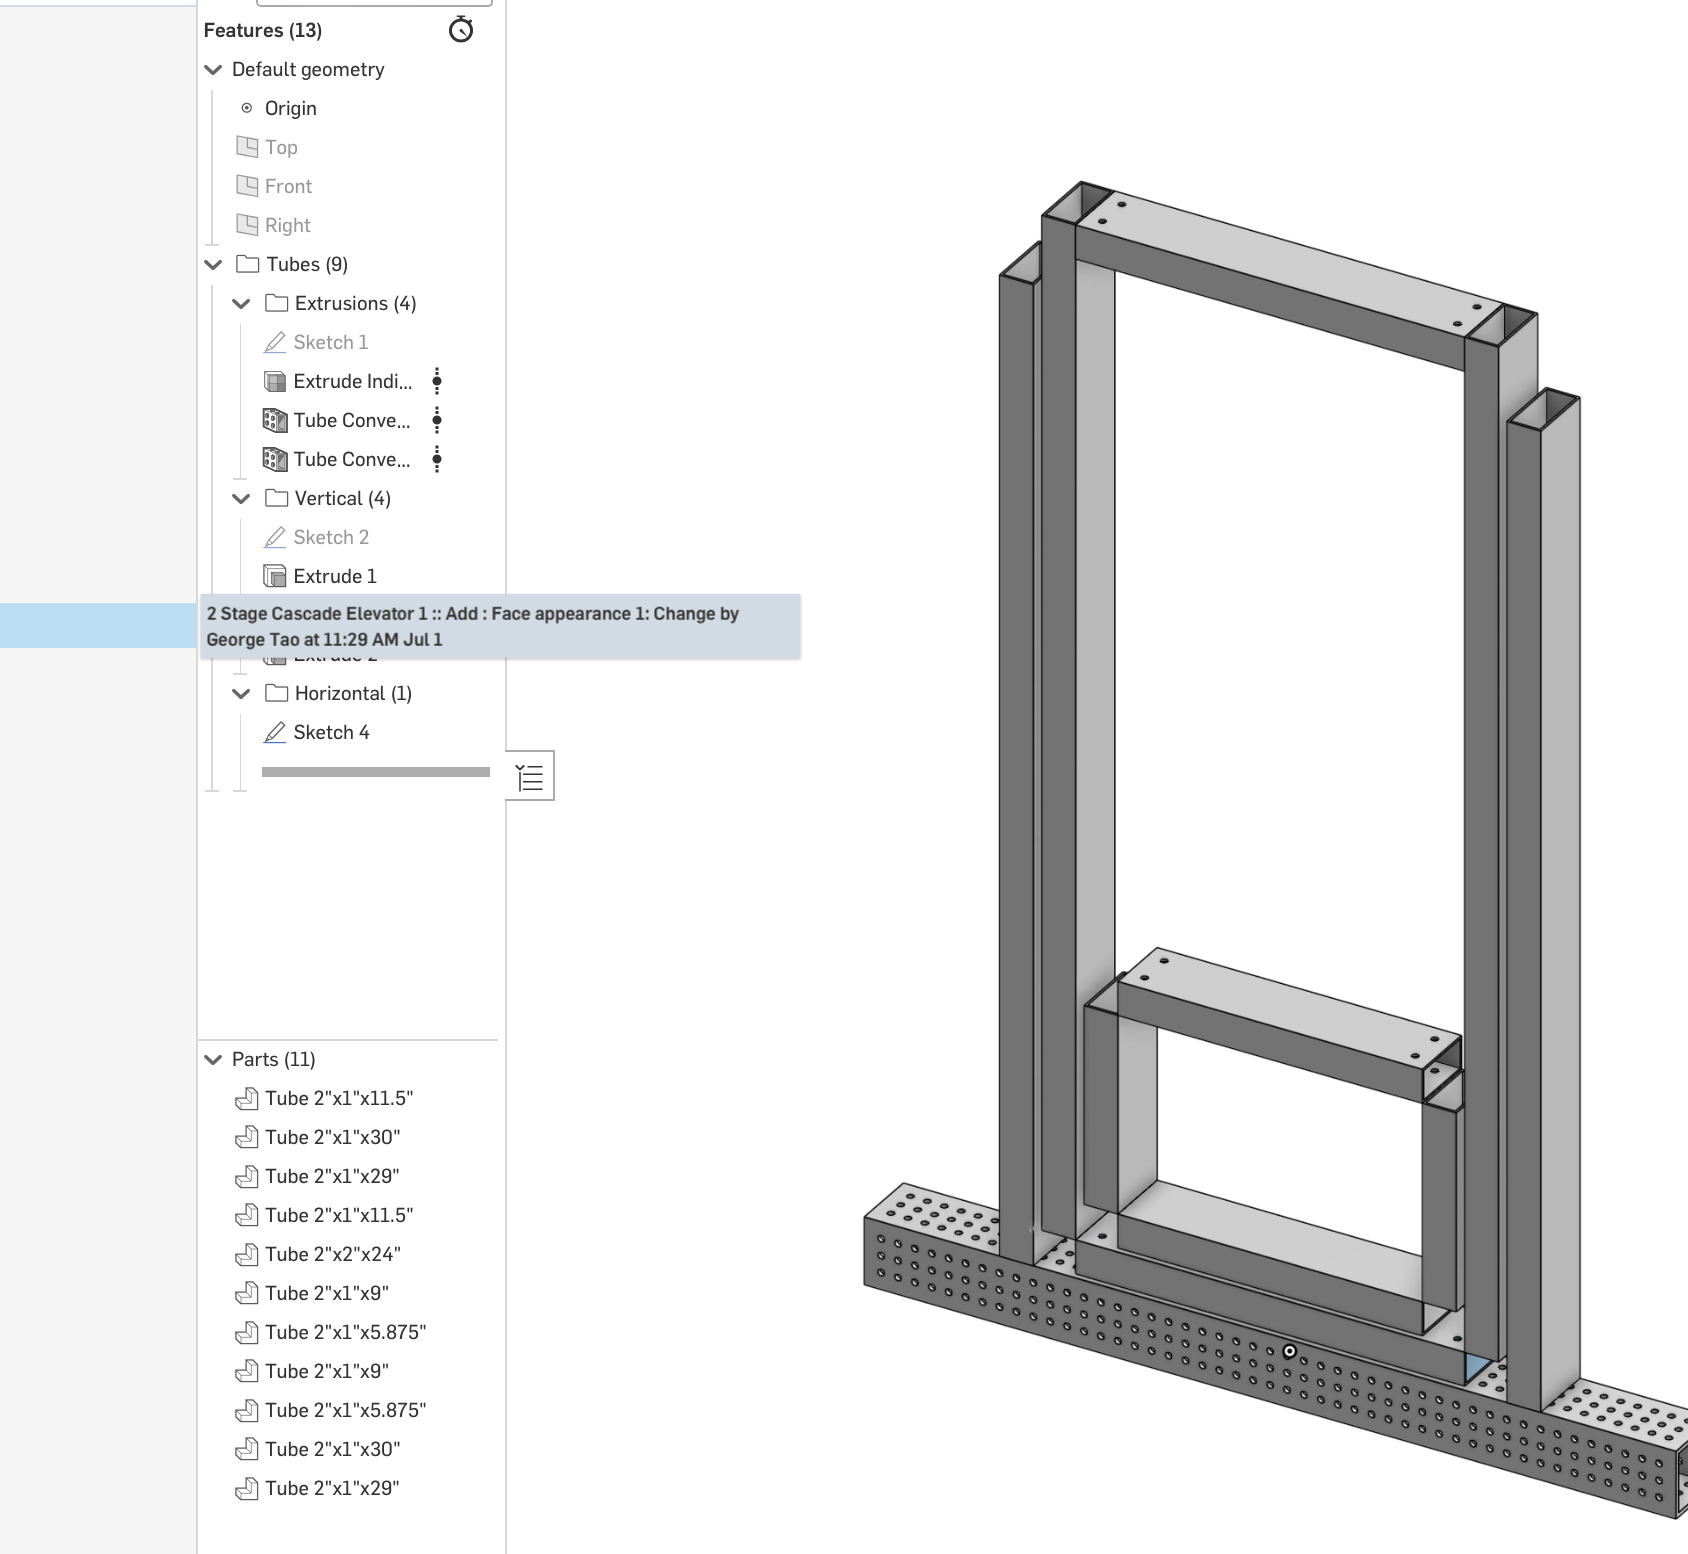 Features (13)
Default geometry
Origin
Top
Front
Right
Tubes (9)
Extrusions (4)
Sketch 1
Extrude Indi...
Tube Conve...
Tube Conve...
Vertical (4)
Sketch 2
Extrude 1
2 Stage Cascade Elevator 1 :: Add : Face appearance 1: Change by
George Tao at 11:29 AM Jul 1
Extrude 2
Horizontal (1)
Sketch 4
Parts (11)
Tube 2"x1"x11.5"
Tube 2"x1"x30"
Tube 2"x1"x29"
Tube 2"x1"x11.5"
Tube 2"x2"x24"
Tube 2"x1"x9"
Tube 2"x1"x5.875"
Tube 2"x1"x9"
Tube 2"x1"x5.875"
Tube 2"x1"x30"
Tube 2"x1"x29"